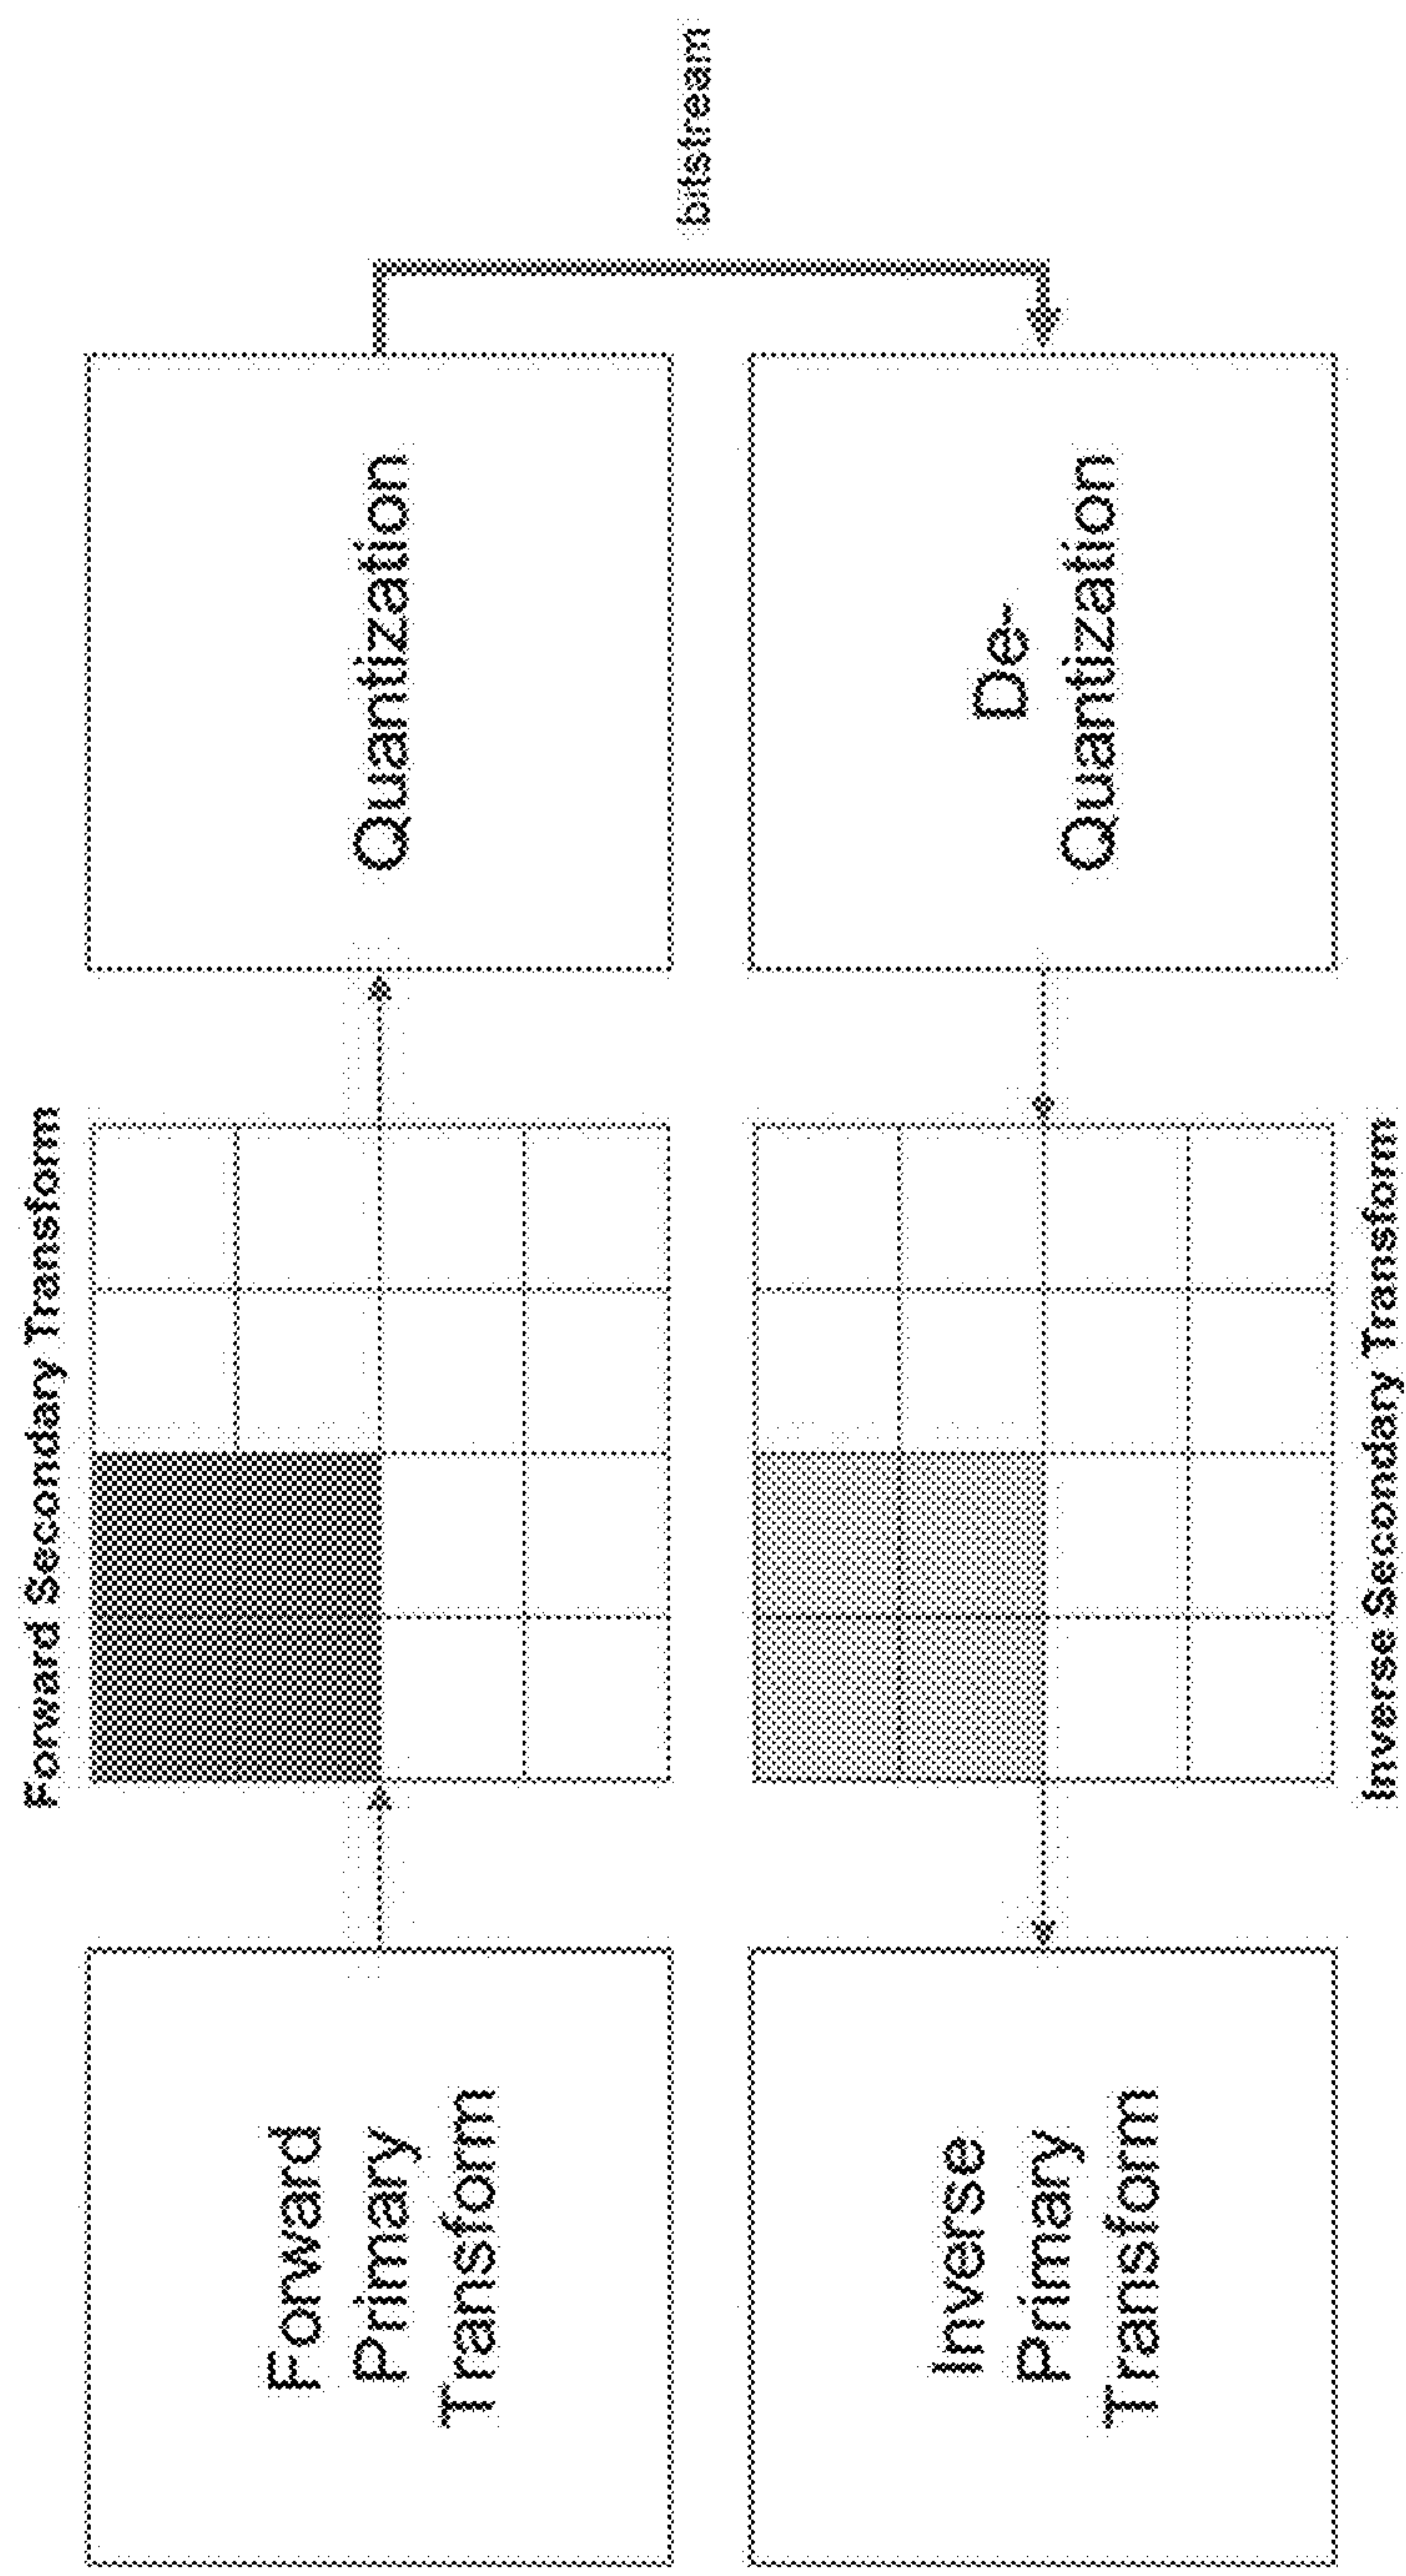 Forward Secondary Transform
Forward
Primary
Transform
Quantization
bitstream
Inverse
Primary
Transform
De-
Quantization
Inverse Secondary Transform